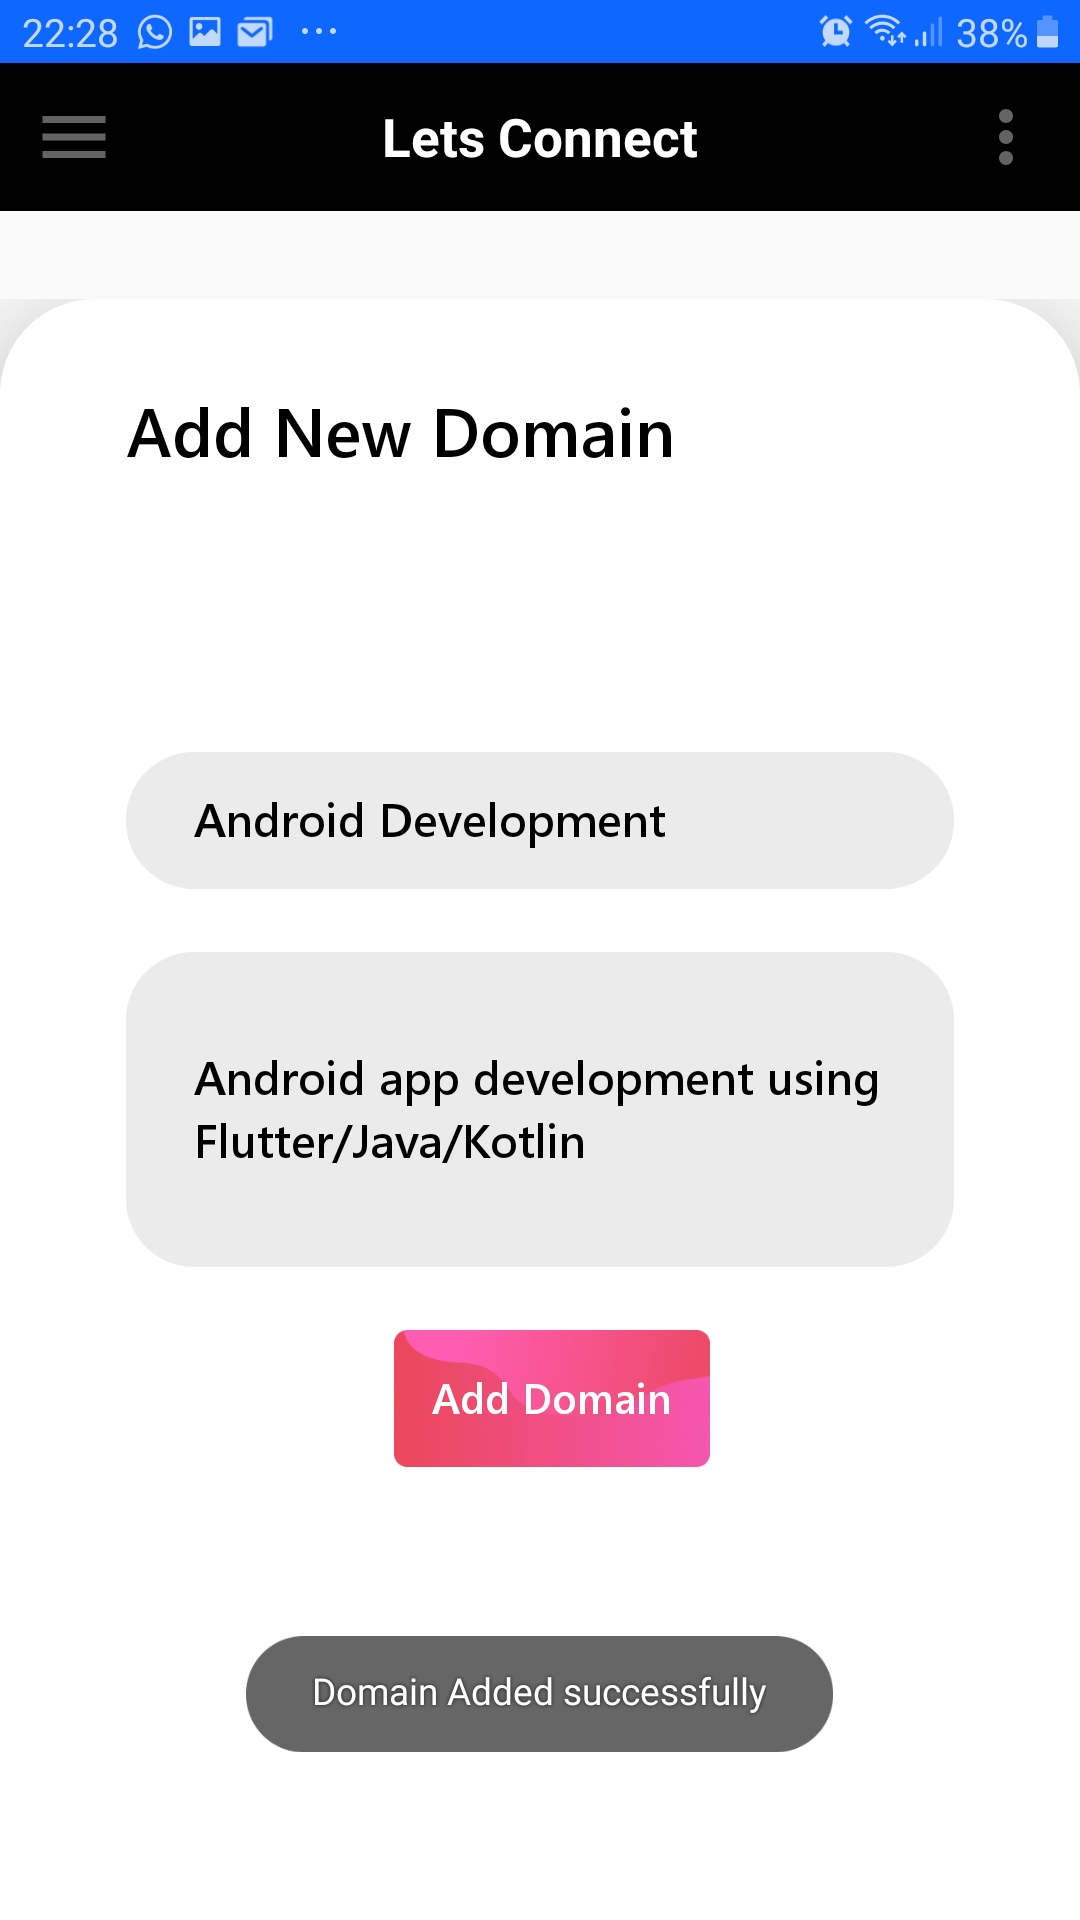 22:28
38%
Lets Connect
Add New Domain
Android Development
Android app development using
Flutter/Java/Kotlin
Add Domain
Domain Added successfully